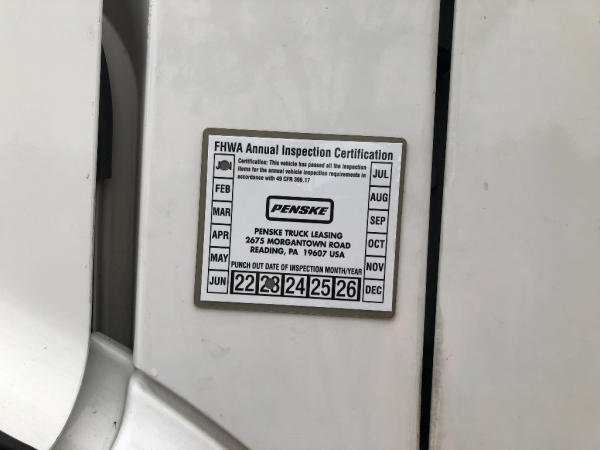 FHWA Annual Inspection Certification
Certification: This vehicle has passed all the inspection
items for the annual vehicle inspection requirements in
accordance with 49 CFR 396.17
JAN
FEB
MAR
APR
MAY
JUN
JUL
AUG
SEP
OCT
NOV
DEC
PENSKE
PENSKE TRUCK LEASING
2675 MORGANTOWN ROAD
READING, PA 19607 USA
PUNCH OUT DATE OF INSPECTION MONTH/YEAR
22 23 24 25 26